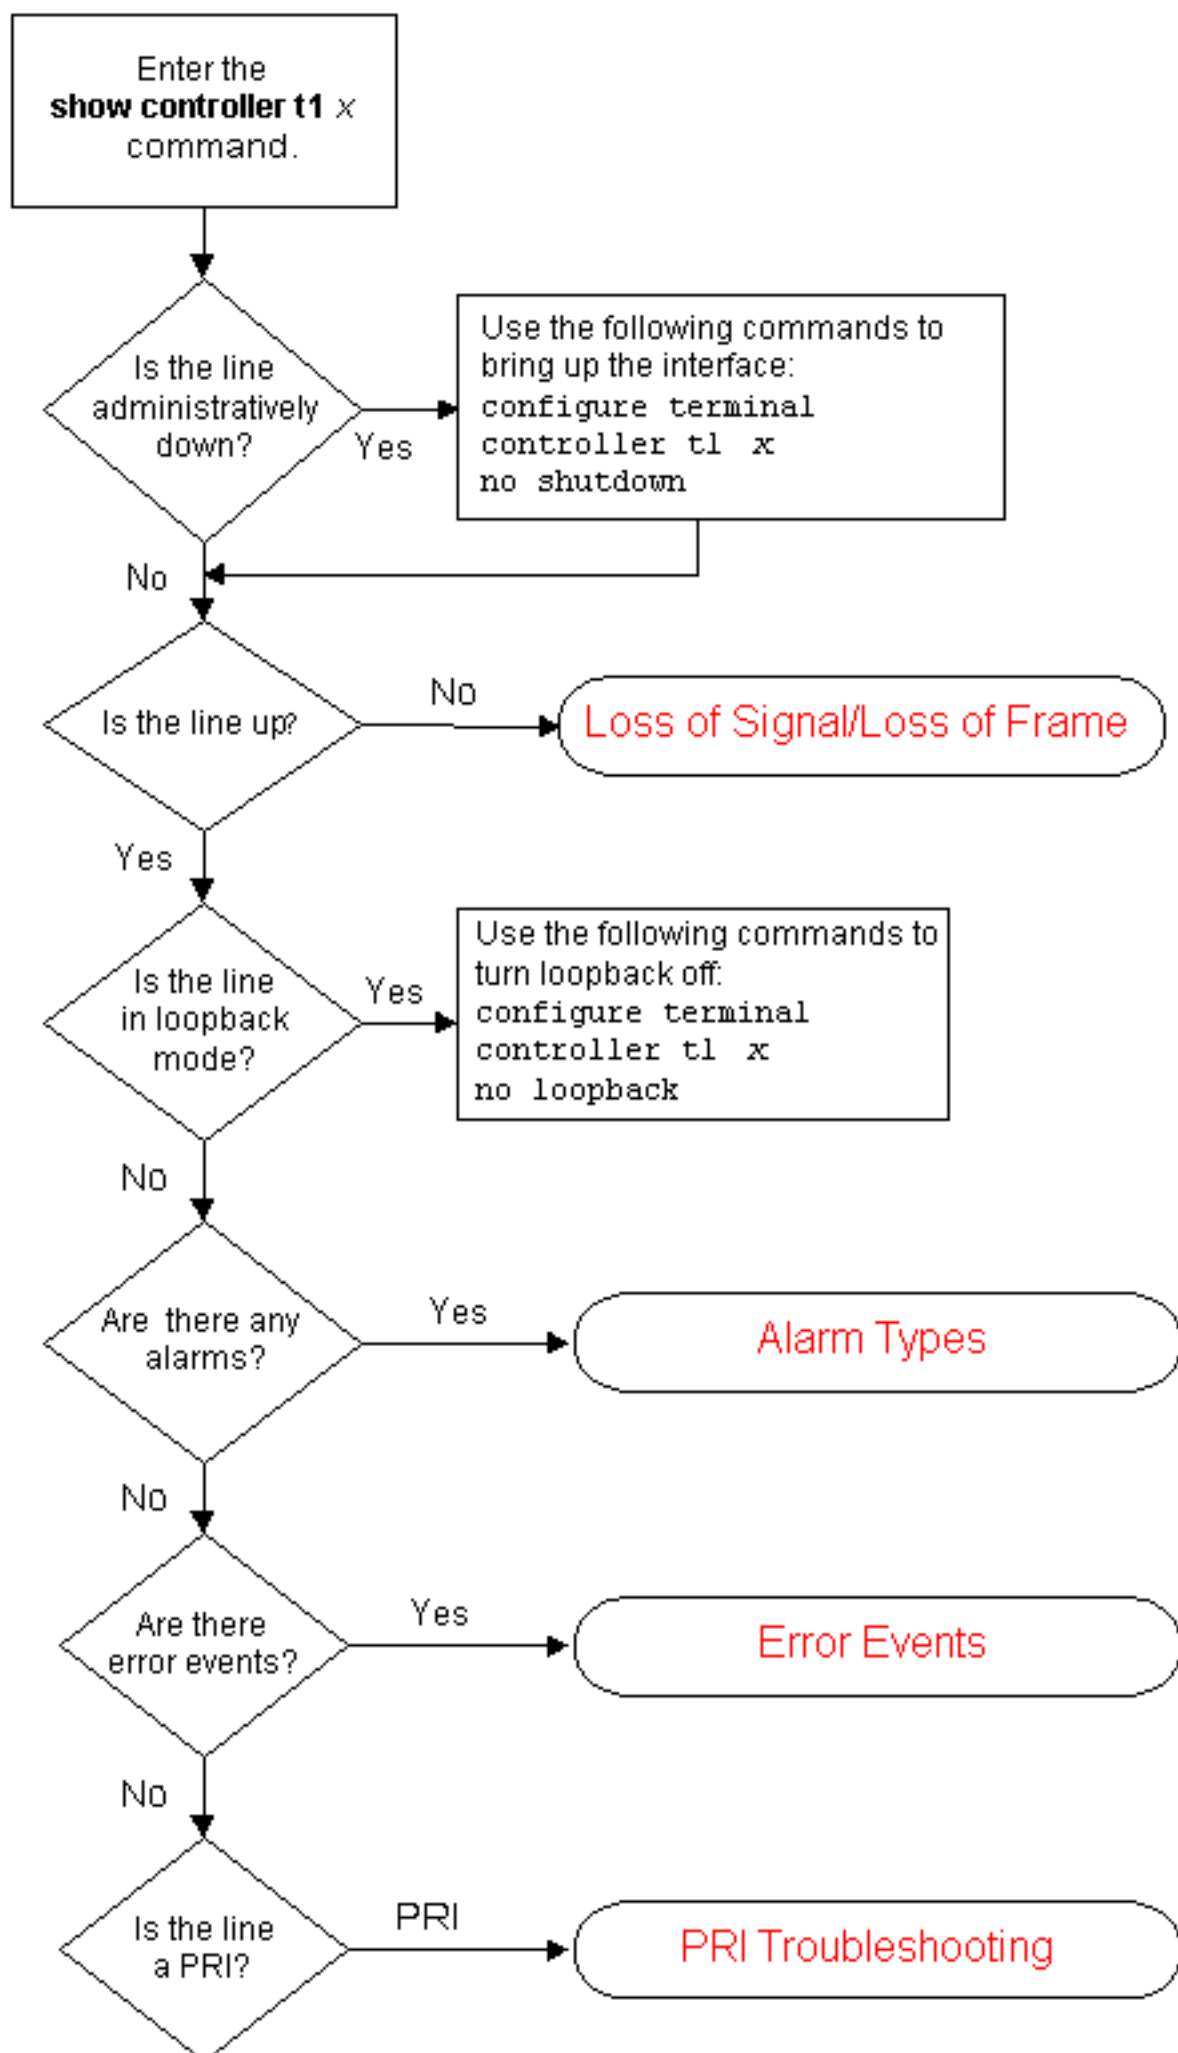 Enter the
show controller t1 x
command.
Is the line
administratively
down?
Yes
Use the following commands to
bring up the interface:
configure terminal
controller t1 x
no shutdown
No
Is the line up?
No
Loss of Signal/Loss of Frame
Yes
Is the line
in loopback
mode?
Yes
Use the following commands to
turn loopback off:
configure terminal
controller t1 x
no loopback
No
Are there any
alarms?
Yes
Alarm Types
No
Are there
error events?
Yes
Error Events
No
Is the line
a PRI?
PRI
PRI Troubleshooting